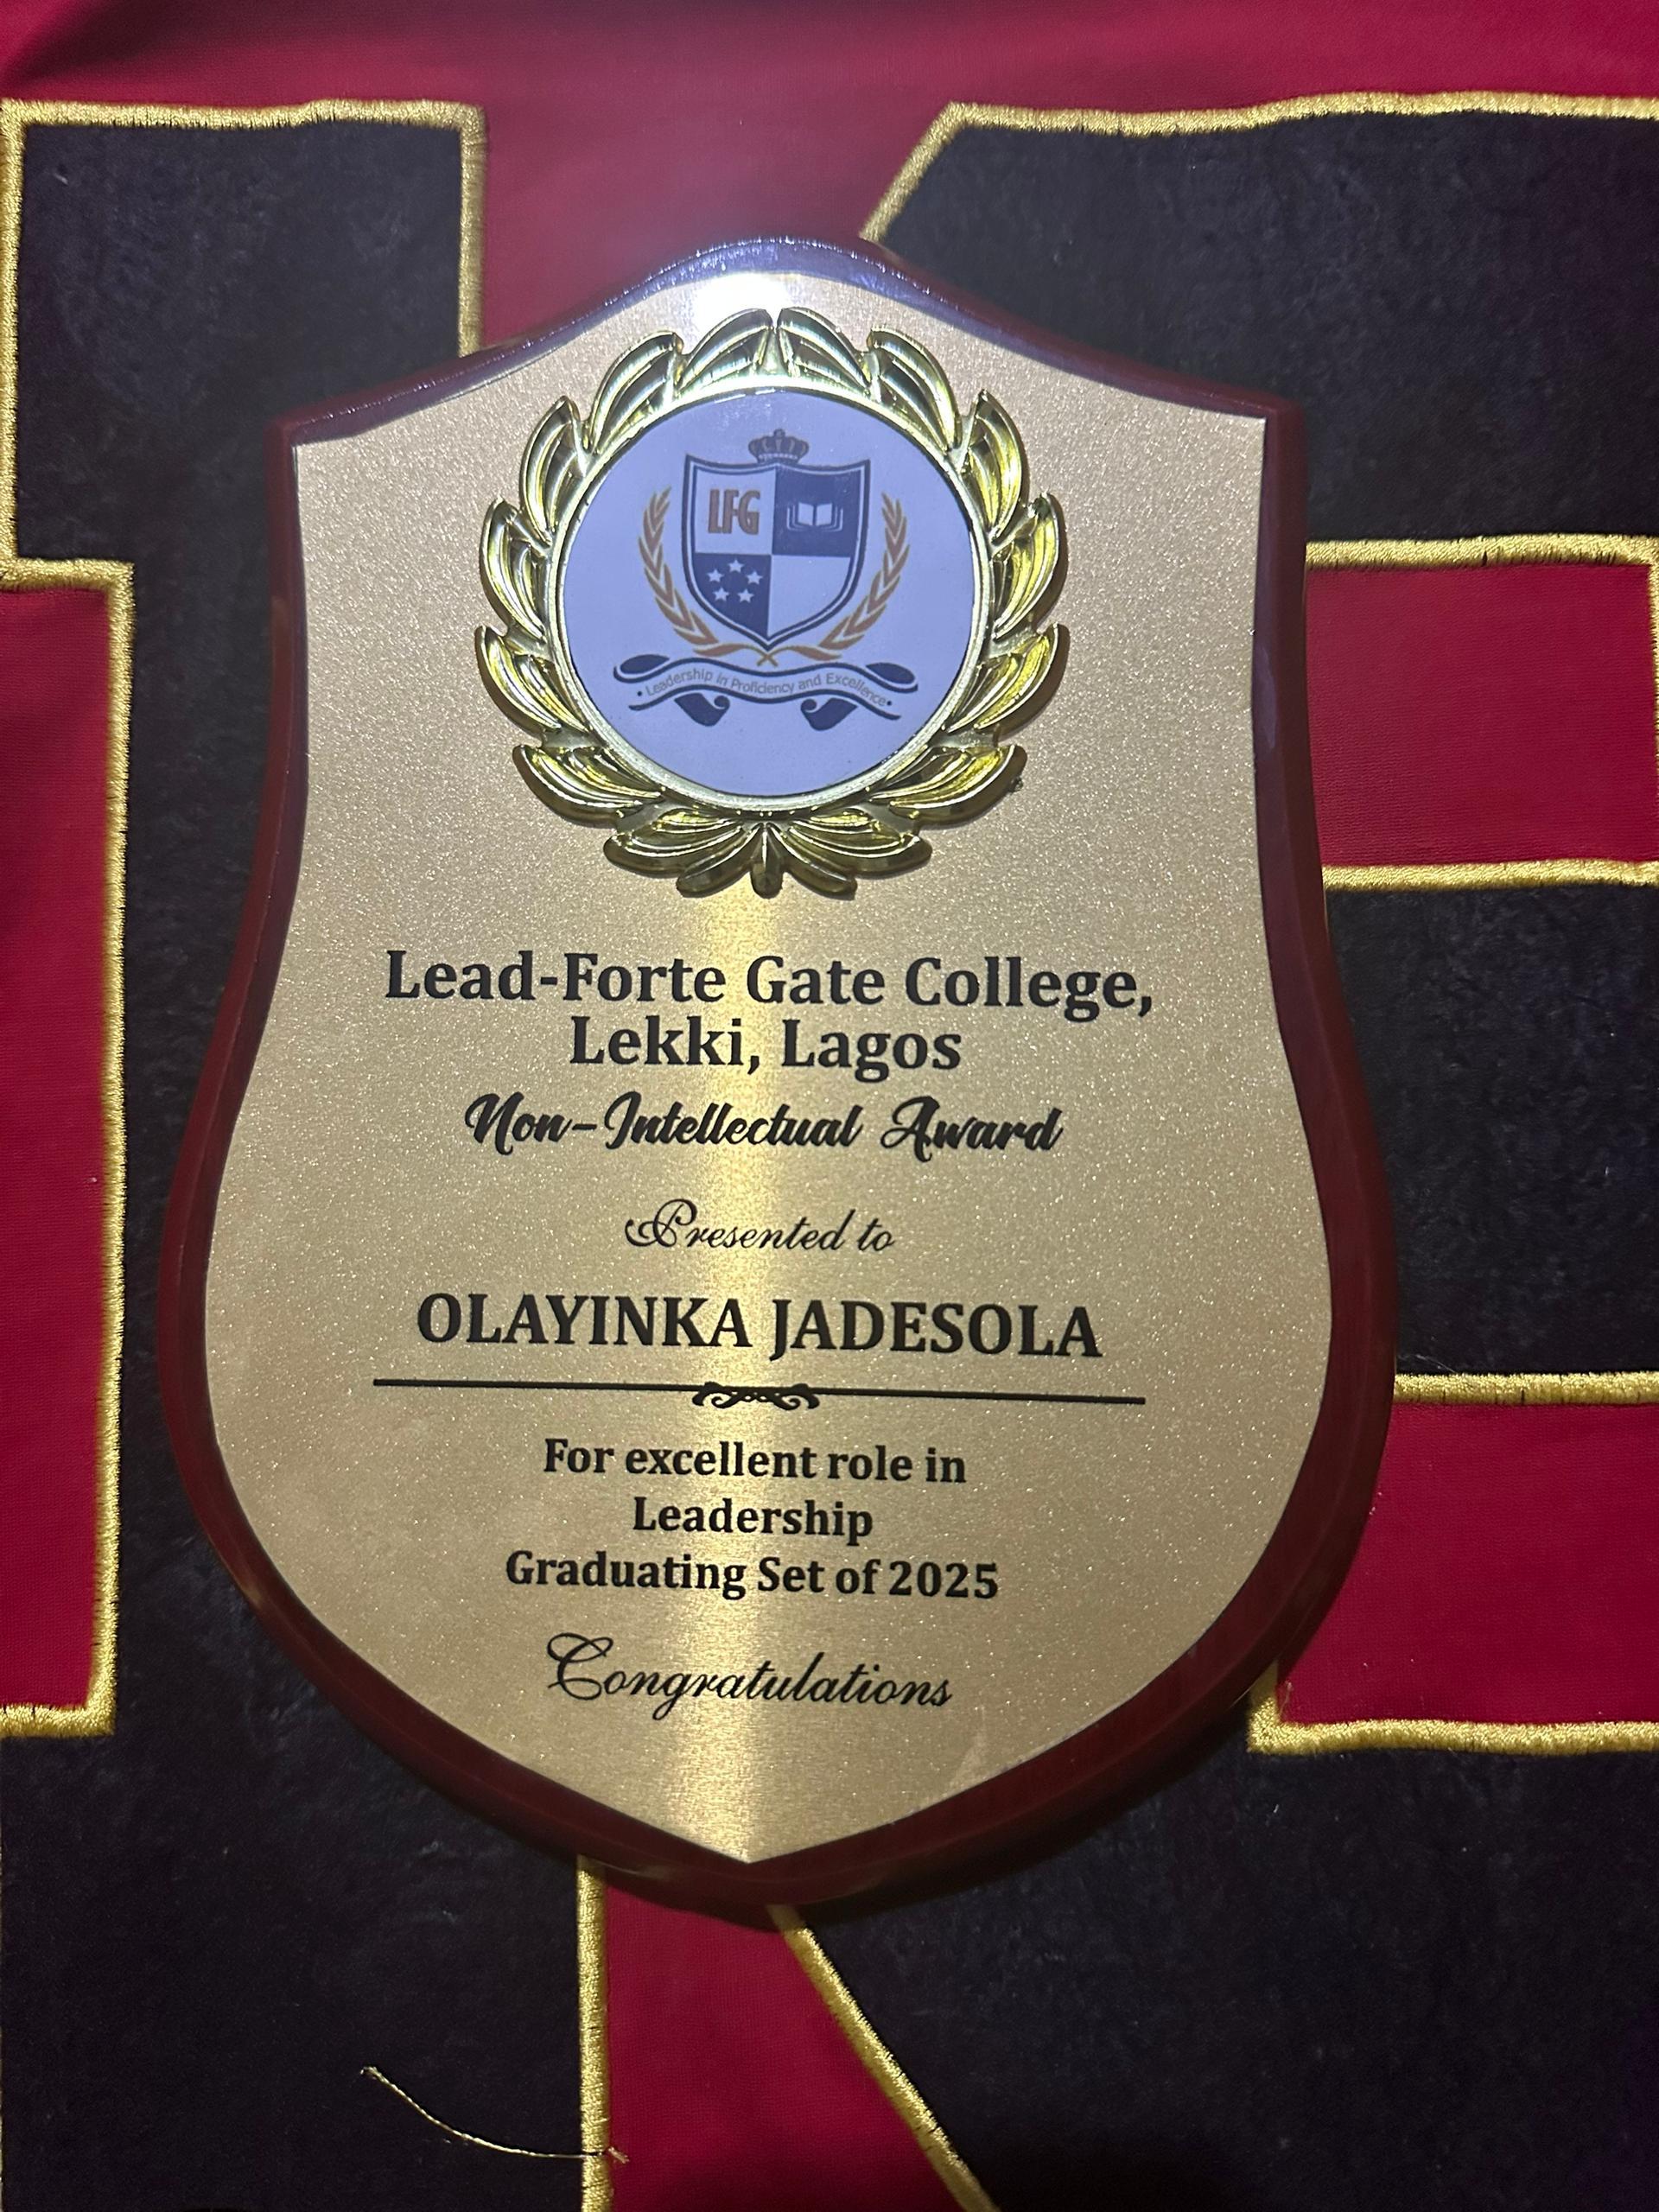 LFG
• Leadership in Proficiency and Excellence •
Lead-Forte Gate College,
Lekki, Lagos
Non-Intellectual Award
Presented to
OLAYINKA JADESOLA
For excellent role in
Leadership
Graduating Set of 2025
Congratulations